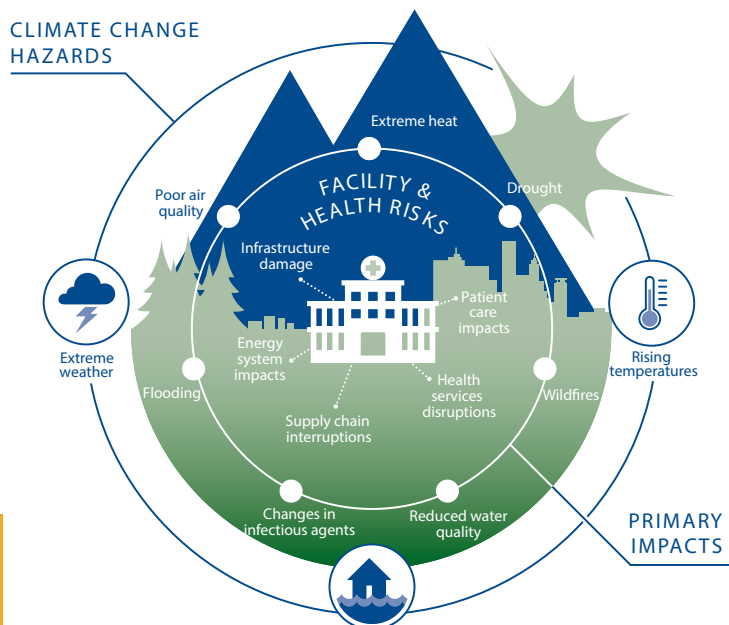 CLIMATE CHANGE
HAZARDS
Extreme heat
FACILITY &
HEALTH RISKS
Drought
Poor air
quality
Infrastructure
damage
Patient
care
impacts
Extreme
weather
Energy
system
impacts
Rising
temperatures
Flooding
Health
services
disruptions
Wildfires
Supply chain
interruptions
Changes in
infectious agents
Reduced water
quality
PRIMARY
IMPACTS